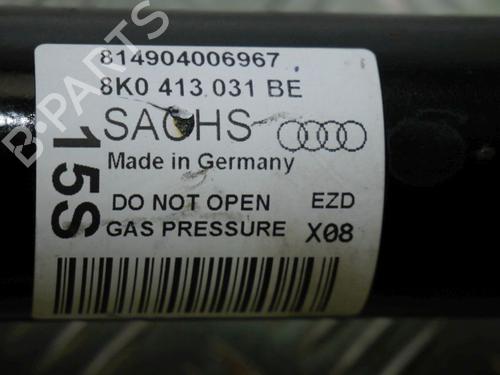 814904006967
8K0 413 031 BE
SACHS
Made in Germany
DO NOT OPEN EZD
GAS PRESSURE X08
15S
B-PARTS